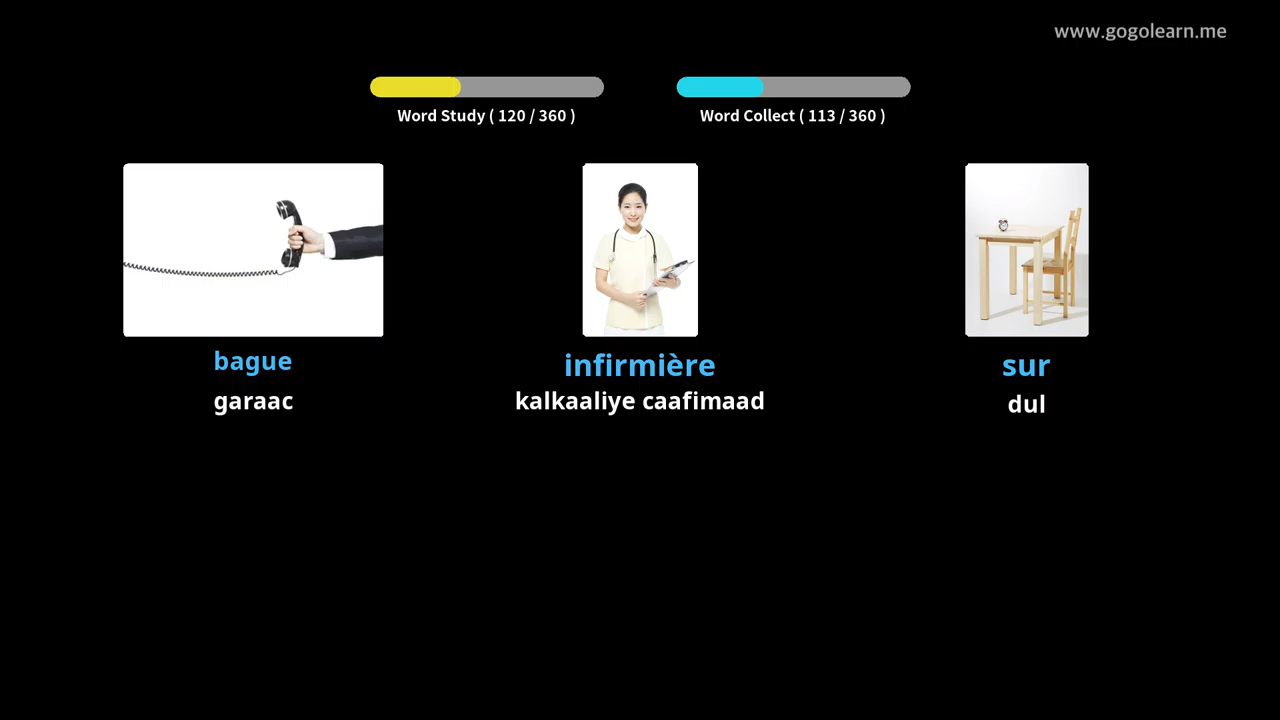 www.gogolearn.me
Word Study ( 120 / 360 )
Word Collect ( 113 / 360 )
bague
garaac
infirmière
kalkaaliye caafimaad
sur
dul